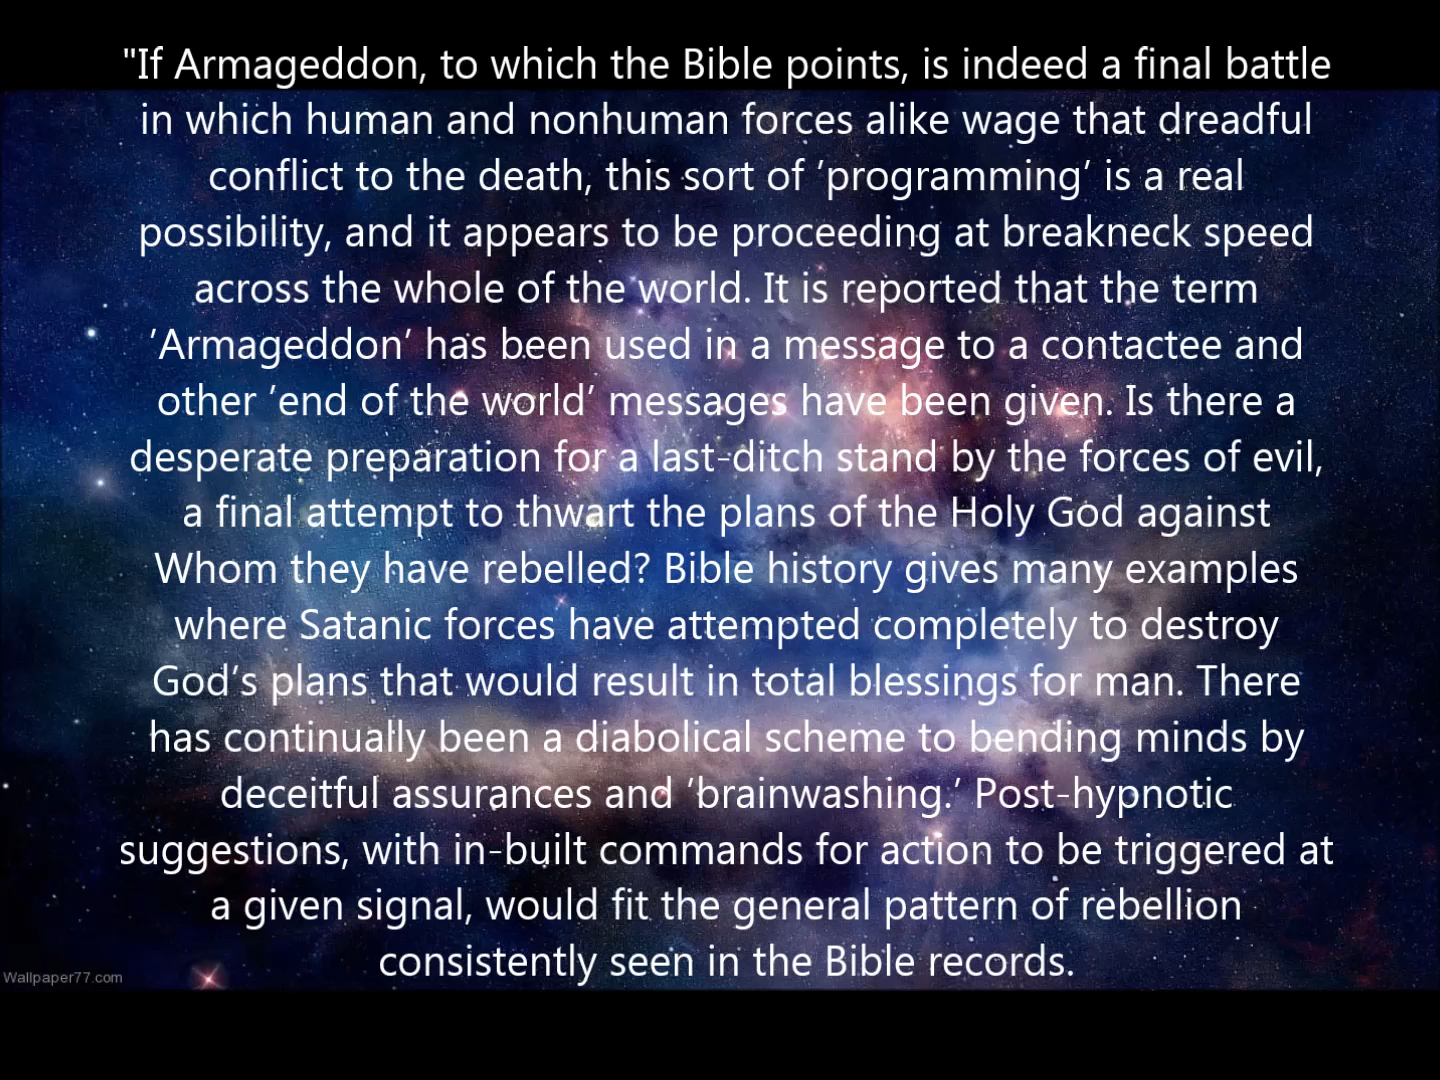 "If Armageddon, to which the Bible points, is indeed a final battle
in which human and nonhuman forces alike wage that dreadful
conflict to the death, this sort of 'programming' is a real
possibility, and it appears to be proceeding at breakneck speed
across the whole of the world. It is reported that the term
'Armageddon' has been used in a message to a contactee and
other 'end of the world' messages have been given. Is there a
desperate preparation for a last-ditch stand by the forces of evil,
a final attempt to thwart the plans of the Holy God against
Whom they have rebelled? Bible history gives many examples
where Satanic forces have attempted completely to destroy
God's plans that would result in total blessings for man. There
has continually been a diabolical scheme to bending minds by
deceitful assurances and 'brainwashing.' Post-hypnotic
suggestions, with in-built commands for action to be triggered at
a given signal, would fit the general pattern of rebellion
consistently seen in the Bible records.
Wallpaper77.com